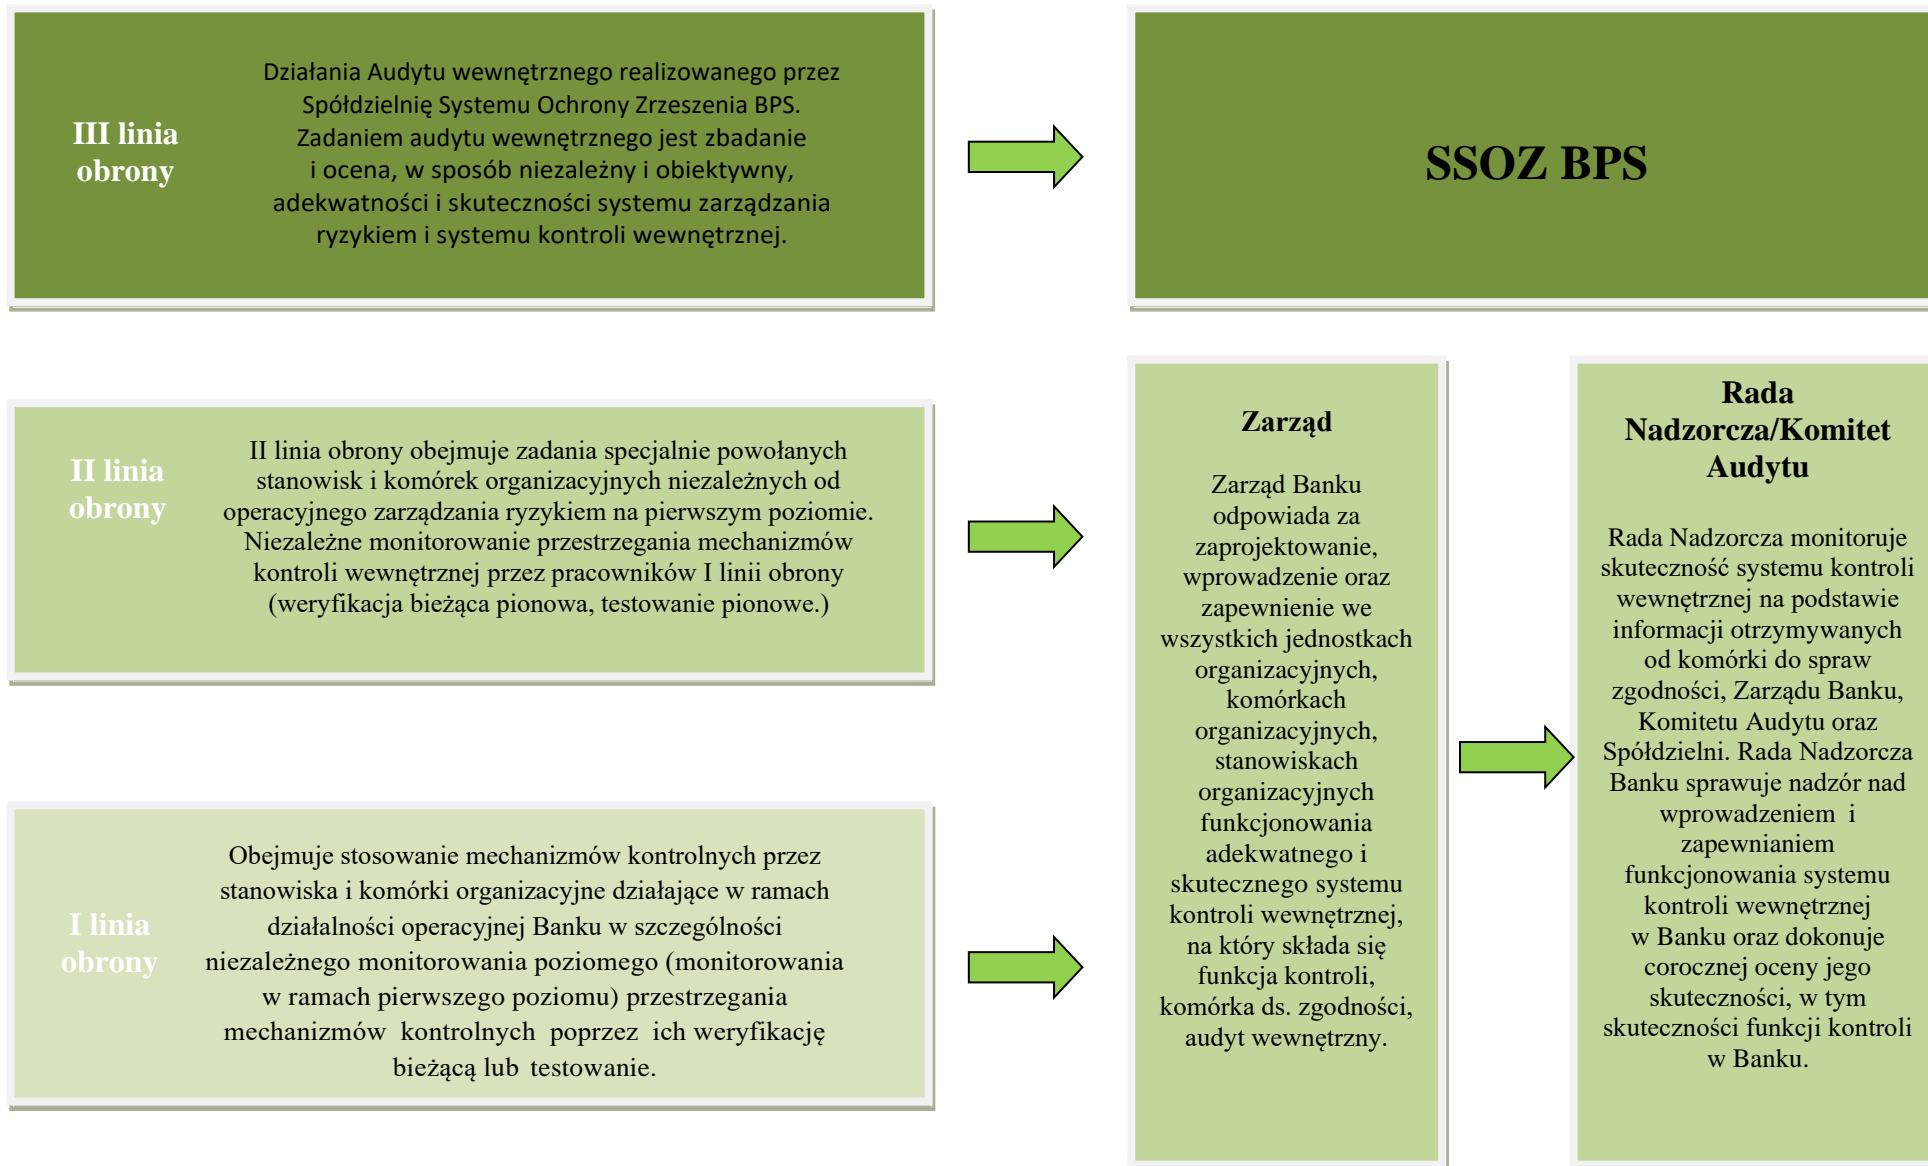 III linia
obrony
Działania Audytu wewnętrznego realizowanego przez
Spółdzielnię Systemu Ochrony Zrzeszenia BPS.
Zadaniem audytu wewnętrznego jest zbadanie
i ocena, w sposób niezależny i obiektywny,
adekwatności i skuteczności systemu zarządzania
ryzykiem i systemu kontroli wewnętrznej.
SSOZ BPS
II linia
obrony
II linia obrony obejmuje zadania specjalnie powołanych
stanowisk i komórek organizacyjnych niezależnych od
operacyjnego zarządzania ryzykiem na pierwszym poziomie.
Niezależne monitorowanie przestrzegania mechanizmów
kontroli wewnętrznej przez pracowników I linii obrony
(weryfikacja bieżąca pionowa, testowanie pionowe.)
I linia
obrony
Obejmuje stosowanie mechanizmów kontrolnych przez
stanowiska i komórki organizacyjne działające w ramach
działalności operacyjnej Banku w szczególności
niezależnego monitorowania poziomego (monitorowania
w ramach pierwszego poziomu) przestrzegania
mechanizmów kontrolnych poprzez ich weryfikację
bieżącą lub testowanie.
Zarząd
Zarząd Banku
odpowiada za
zaprojektowanie,
wprowadzenie oraz
zapewnienie we
wszystkich jednostkach
organizacyjnych,
komórkach
organizacyjnych,
stanowiskach
organizacyjnych
funkcjonowania
adekwatnego i
skutecznego systemu
kontroli wewnętrznej,
na który składa się
funkcja kontroli,
komórka ds. zgodności,
audyt wewnętrzny.
Rada
Nadzorcza/Komitet
Audytu
Rada Nadzorcza monitoruje
skuteczność systemu kontroli
wewnętrznej na podstawie
informacji otrzymywanych
od komórki do spraw
zgodności, Zarządu Banku,
Komitetu Audytu oraz
Spółdzielni. Rada Nadzorcza
Banku sprawuje nadzór nad
wprowadzeniem i
zapewnianiem
funkcjonowania systemu
kontroli wewnętrznej
w Banku oraz dokonuje
corocznej oceny jego
skuteczności, w tym
skuteczności funkcji kontroli
w Banku.